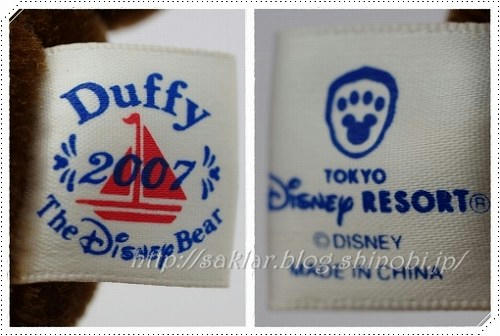 Duffy
2007
The Disney Bear
TOKYO
Disney RESORT®
© DISNEY
MADE IN CHINA
http://saklar.blog.shinobi.jp/